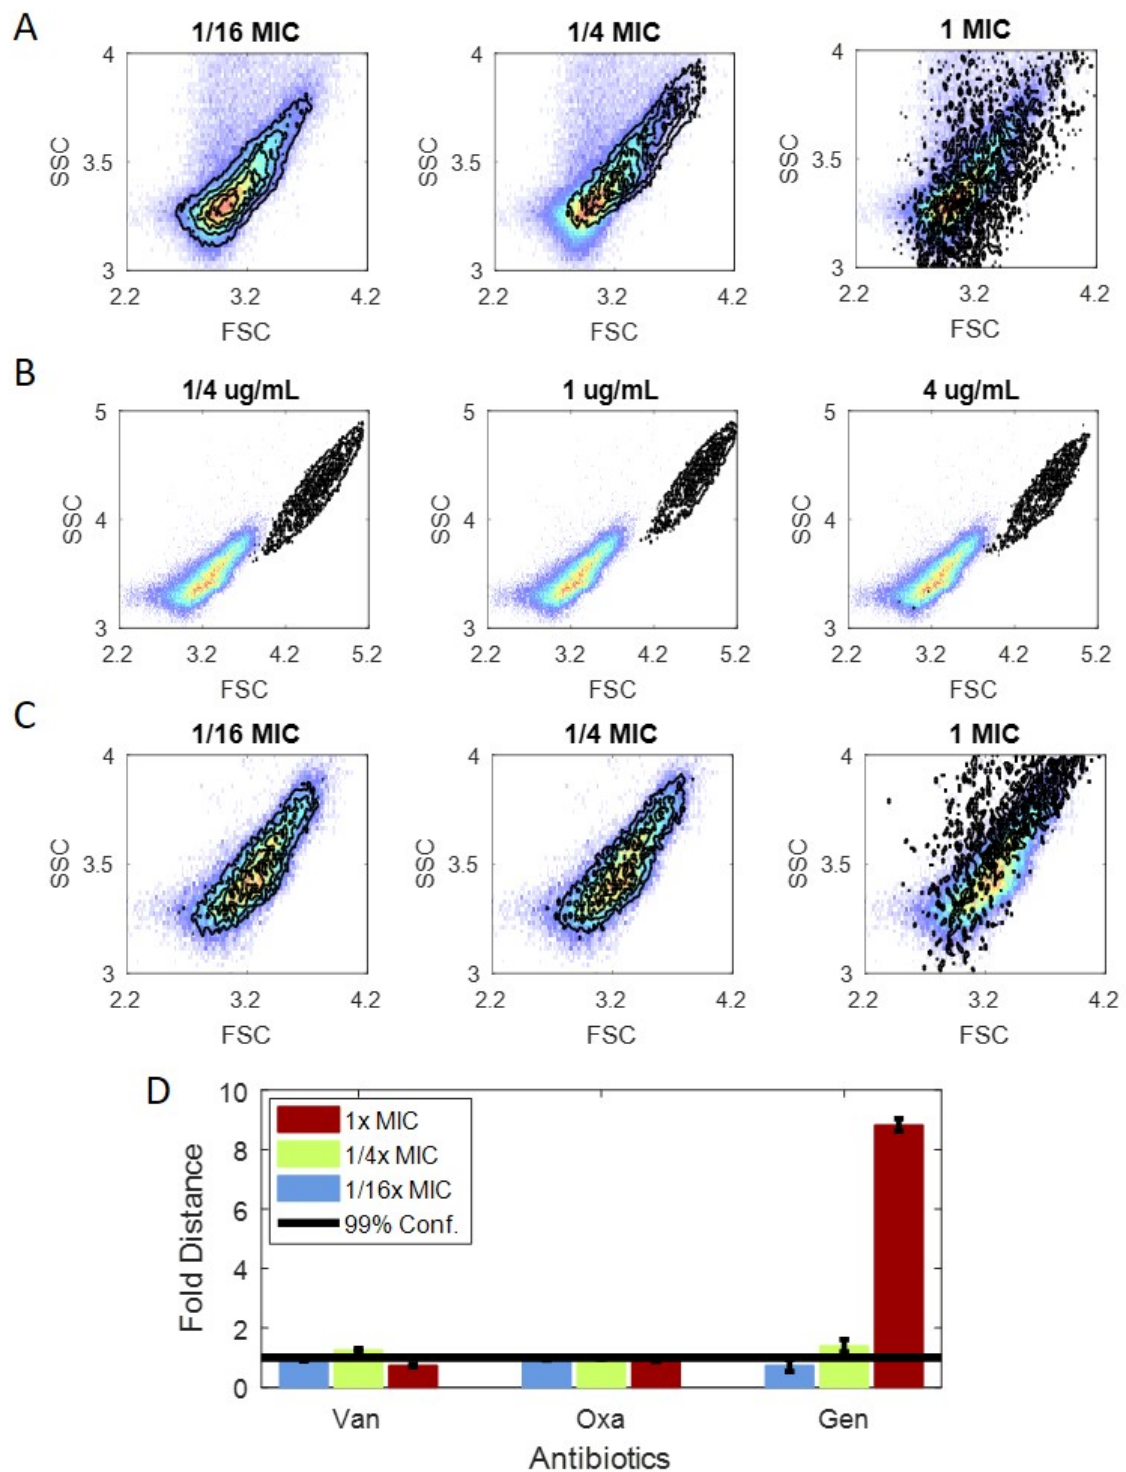 A
1/16 MIC 1/4 MIC 1 MIC
4 4 4
SSC SSC SSC
3.5 3.5 3.5
3 3 3
2.2 3.2 4.2 2.2 3.2 4.2 2.2 3.2 4.2
FSC FSC FSC
B
1/4 ug/mL 1 ug/mL 4 ug/mL
5 5 5
SSC SSC SSC
4 4 4
3 3 3
2.2 3.2 4.2 5.2 2.2 3.2 4.2 5.2 2.2 3.2 4.2 5.2
FSC FSC FSC
C
1/16 MIC 1/4 MIC 1 MIC
4 4 4
SSC SSC SSC
3.5 3.5 3.5
3 3 3
2.2 3.2 4.2 2.2 3.2 4.2 2.2 3.2 4.2
FSC FSC FSC
D
10
8
6
4
2
0
Fold Distance
1x MIC
1/4x MIC
1/16x MIC
99% Conf.
Van Oxa Gen
Antibiotics